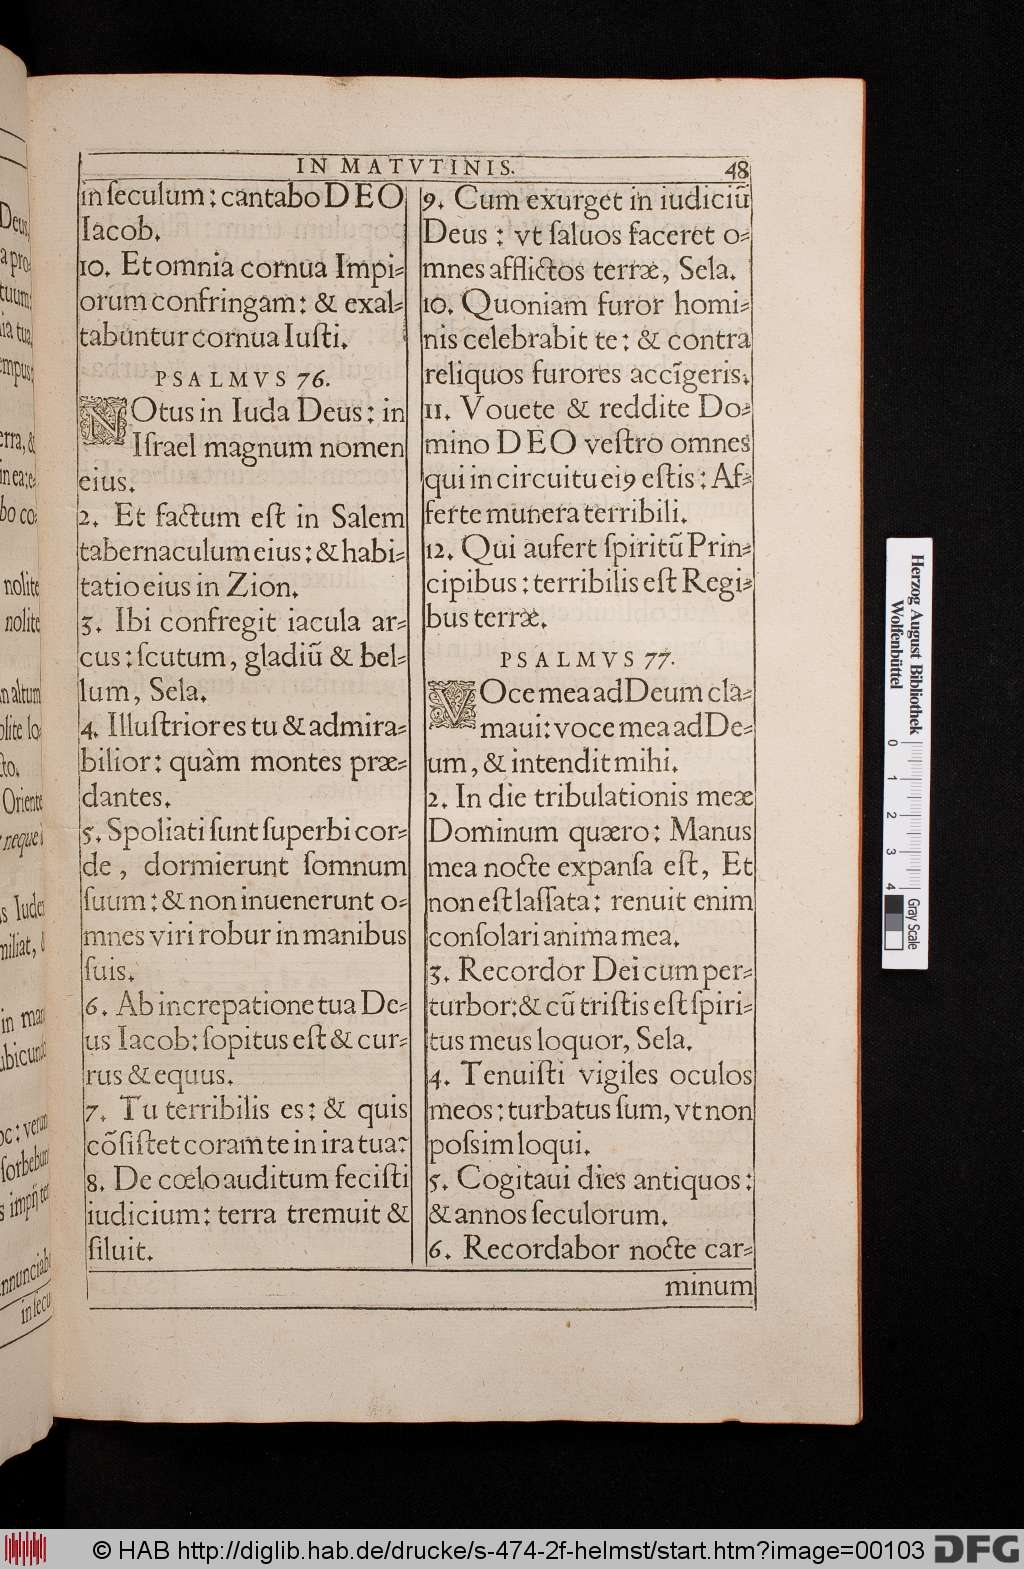 IN MATVTINIS. 48
in ſeculum: cantabo DEO
Iacob.
10. Et omnia cornua Impi-
orum confringam: & exal-
tabuntur cornua Iuſti.
PSALMVS 76.
NOtus in Iuda Deus: in
Iſrael magnum nomen
eius.
2. Et factum eſt in Salem
tabernaculum eius: & habi-
tatio eius in Zion.
3. Ibi confregit iacula ar-
cus: ſcutum, gladiũ & bel-
lum, Sela.
4. Illuſtrior es tu & admira-
bilior: quàm montes præ-
dantes.
5. Spoliati ſunt ſuperbi cor-
de, dormierunt ſomnum
ſuum: & non inuenerunt o-
mnes viri robur in manibus
ſuis.
6. Ab increpatione tua De-
us Iacob: ſopitus eſt & cur-
rus & equus.
7. Tu terribilis es: & quis
cõſiſtet coram te in ira tua?
8. De cœlo auditum feciſti
iudicium: terra tremuit &
ſiluit.
9. Cum exurget in iudiciũ
Deus: vt ſaluos faceret o-
mnes afflictos terræ, Sela.
10. Quoniam furor homi-
nis celebrabit te: & contra
reliquos furores accĩgeris.
11. Vouete & reddite Do-
mino DEO veſtro omnes
qui in circuitu ei9 eſtis: Af-
ferte munera terribili.
12. Qui aufert ſpiritũ Prin-
cipibus: terribilis eſt Regi-
bus terræ.
PSALMVS 77.
VOce mea ad Deum cla-
maui: voce mea ad De-
um, & intendit mihi.
2. In die tribulationis meæ
Dominum quæro: Manus
mea nocte expanſa eſt, Et
non eſt laſſata: renuit enim
conſolari anima mea.
3. Recordor Dei cum per-
turbor: & cũ triſtis eſt ſpiri-
tus meus loquor, Sela.
4. Tenuiſti vigiles oculos
meos: turbatus ſum, vt non
poſsim loqui.
5. Cogitaui dies antiquos:
& annos ſeculorum.
6. Recordabor nocte car-
minum
Herzog August Bibliothek
Wolfenbüttel
0 1 2 3 4
Gray Scale
© HAB http://diglib.hab.de/drucke/s-474-2f-helmst/start.htm?image=00103 DFG